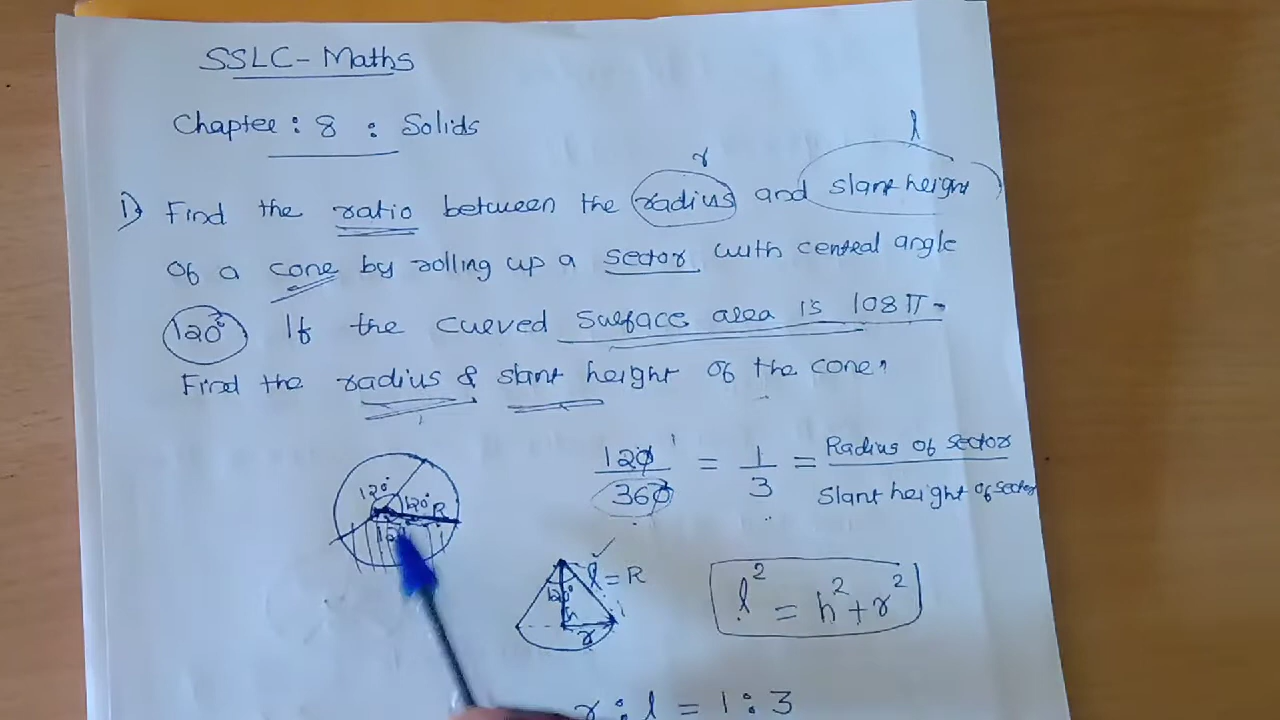 SSLC - Maths
Chapter : 8 : Solids
r
l
1) Find the ratio between the radius and slant height
of a cone by rolling up a sector with central angle
120° If the curved surface area is 108π.
Find the radius & slant height of the cone.
120 1 / 360 = 1 / 3 = Radius of sector / Slant height of sector
120° 120° R
120
l = R
120°
h
r
l² = h² + r²
r : l = 1 : 3